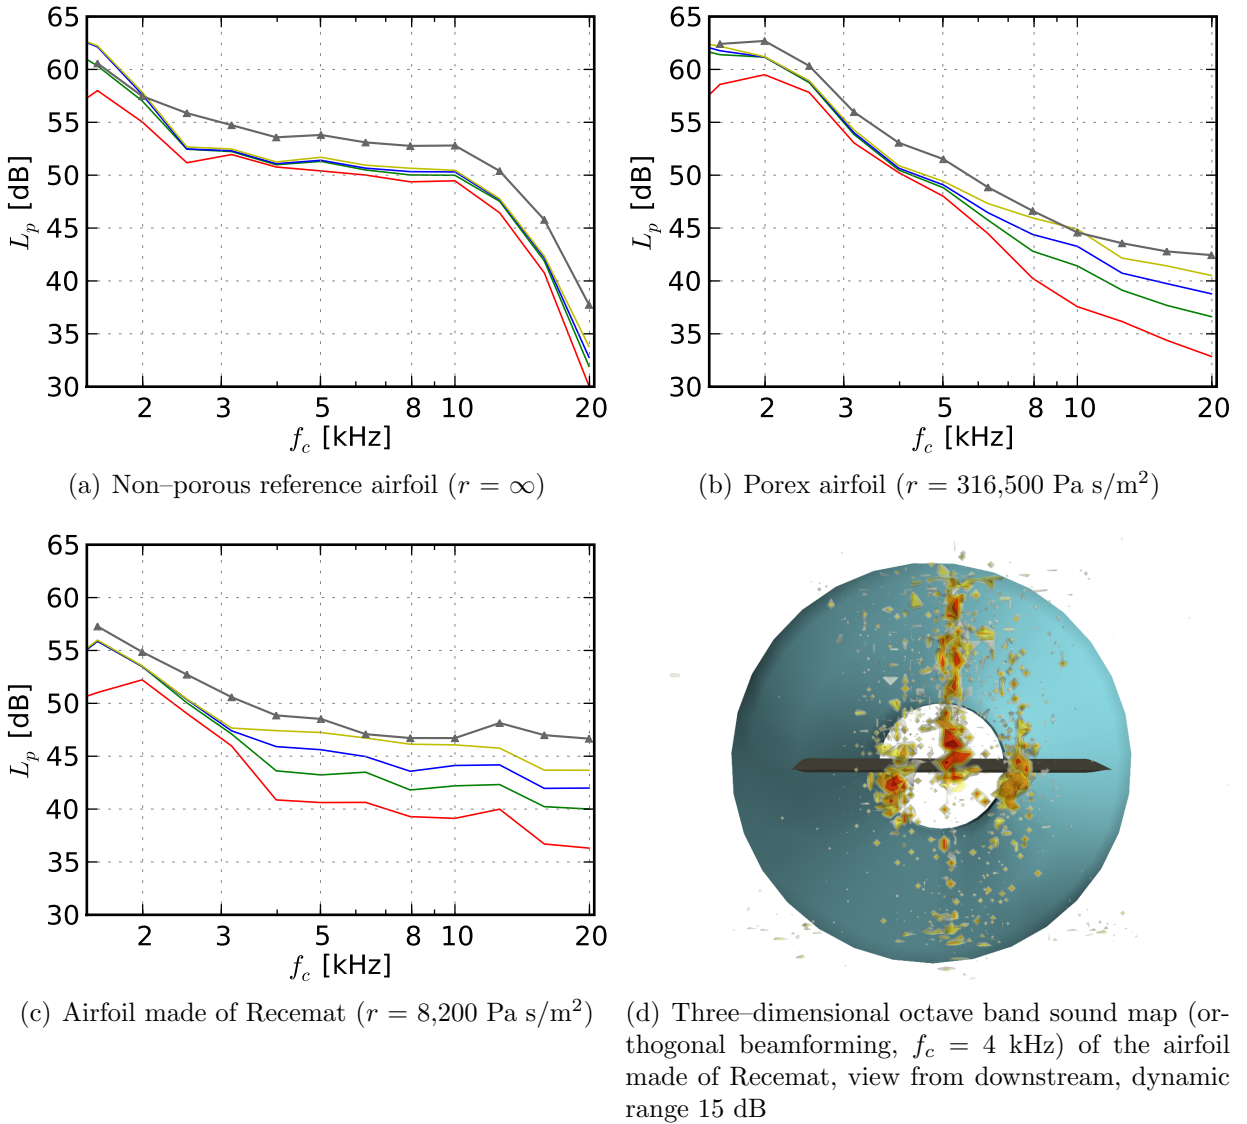 65
60
55
50
45
40
35
30
L_p [dB]
2 3 5 8 10 20
f_c [kHz]
(a) Non–porous reference airfoil (r = ∞)
65
60
55
50
45
40
35
30
L_p [dB]
2 3 5 8 10 20
f_c [kHz]
(b) Porex airfoil (r = 316,500 Pa s/m²)
65
60
55
50
45
40
35
30
L_p [dB]
2 3 5 8 10 20
f_c [kHz]
(c) Airfoil made of Recemat (r = 8,200 Pa s/m²)
(d) Three–dimensional octave band sound map (or-
thogonal beamforming, f_c = 4 kHz) of the airfoil
made of Recemat, view from downstream, dynamic
range 15 dB